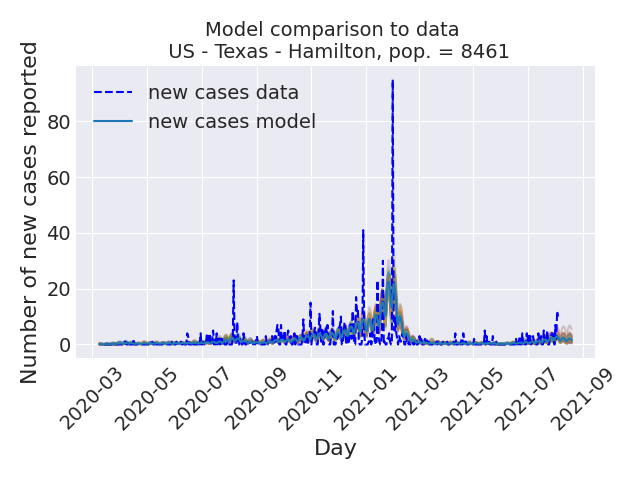 Model comparison to data
US - Texas - Hamilton, pop. = 8461
Number of new cases reported
new cases data
new cases model
80
60
40
20
0
2020-03
2020-05
2020-07
2020-09
2020-11
2021-01
2021-03
2021-05
2021-07
2021-09
Day